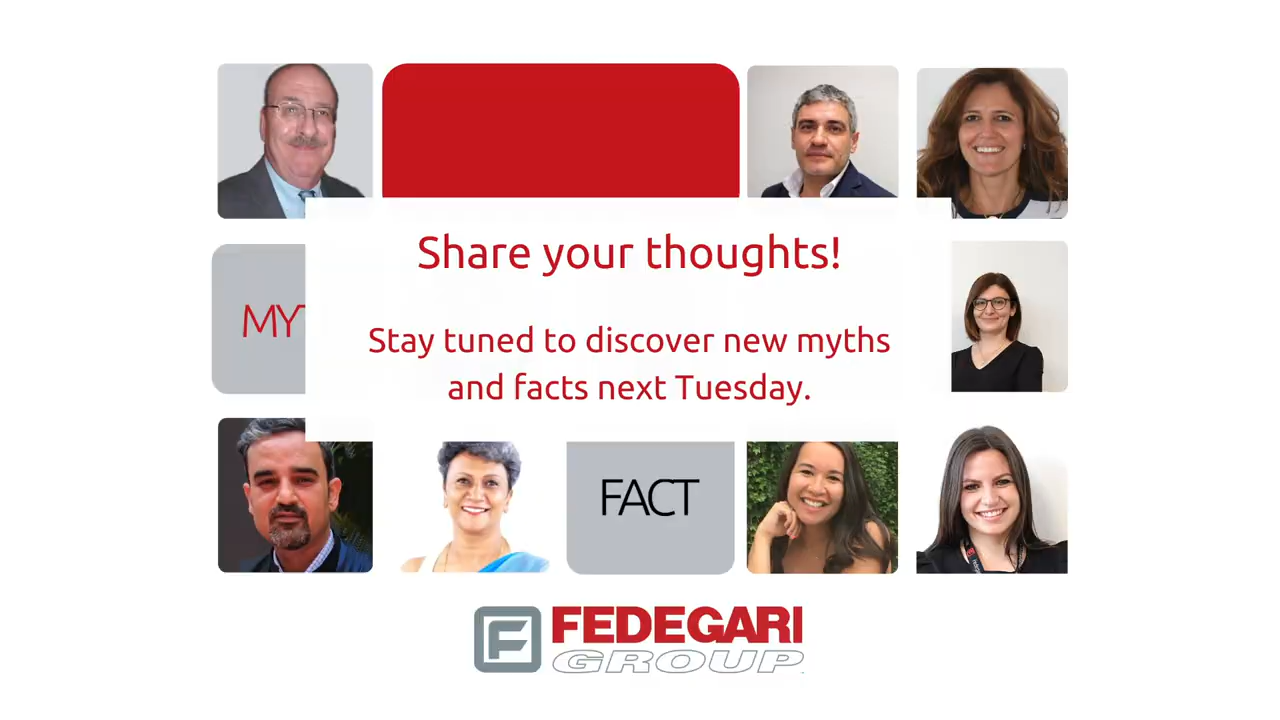 Share your thoughts!
MY
Stay tuned to discover new myths
and facts next Tuesday.
FACT
F
FEDEGARI
GROUP